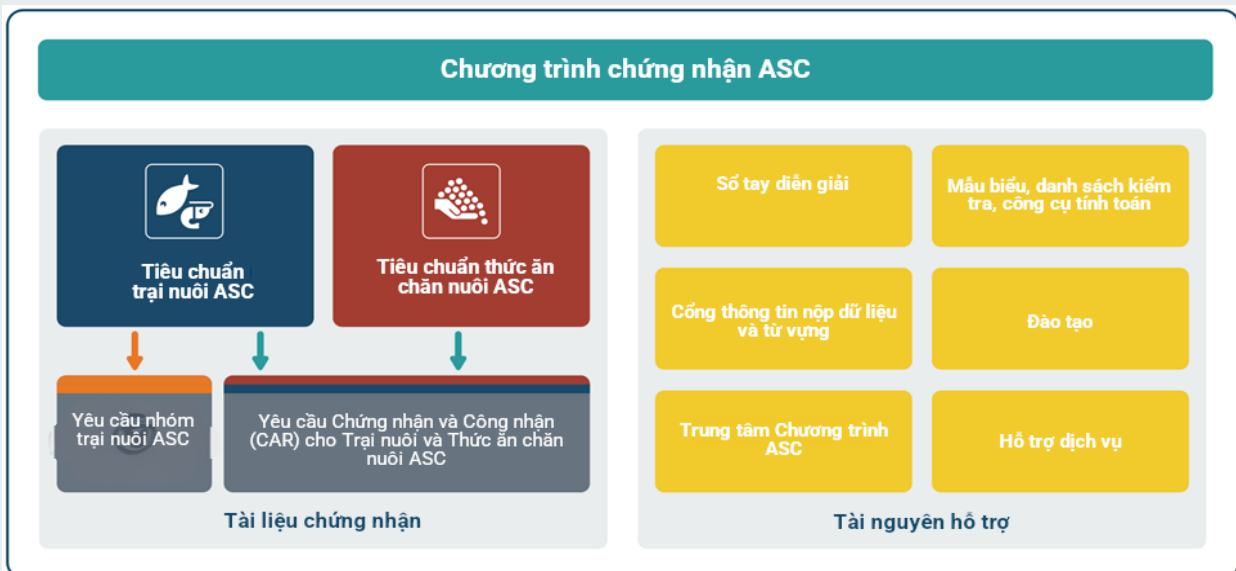 Chương trình chứng nhận ASC
Tiêu chuẩn
trại nuôi ASC
Tiêu chuẩn thức ăn
chăn nuôi ASC
Yêu cầu nhóm
trại nuôi ASC
Yêu cầu Chứng nhận và Công nhận
(CAR) cho Trại nuôi và Thức ăn chăn
nuôi ASC
Tài liệu chứng nhận
Sổ tay diễn giải
Mẫu biểu, danh sách kiểm
tra, công cụ tính toán
Cổng thông tin nộp dữ liệu
và từ vựng
Đào tạo
Trung tâm Chương trình
ASC
Hỗ trợ dịch vụ
Tài nguyên hỗ trợ